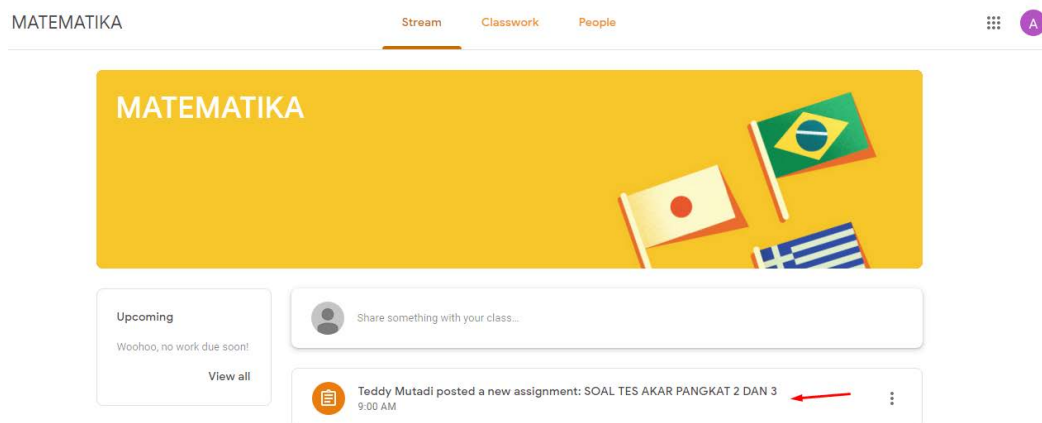 MATEMATIKA
Stream Classwork People
A
MATEMATIKA
Upcoming
Woohoo, no work due soon!
View all
Share something with your class...
Teddy Mutadi posted a new assignment: SOAL TES AKAR PANGKAT 2 DAN 3
9:00 AM